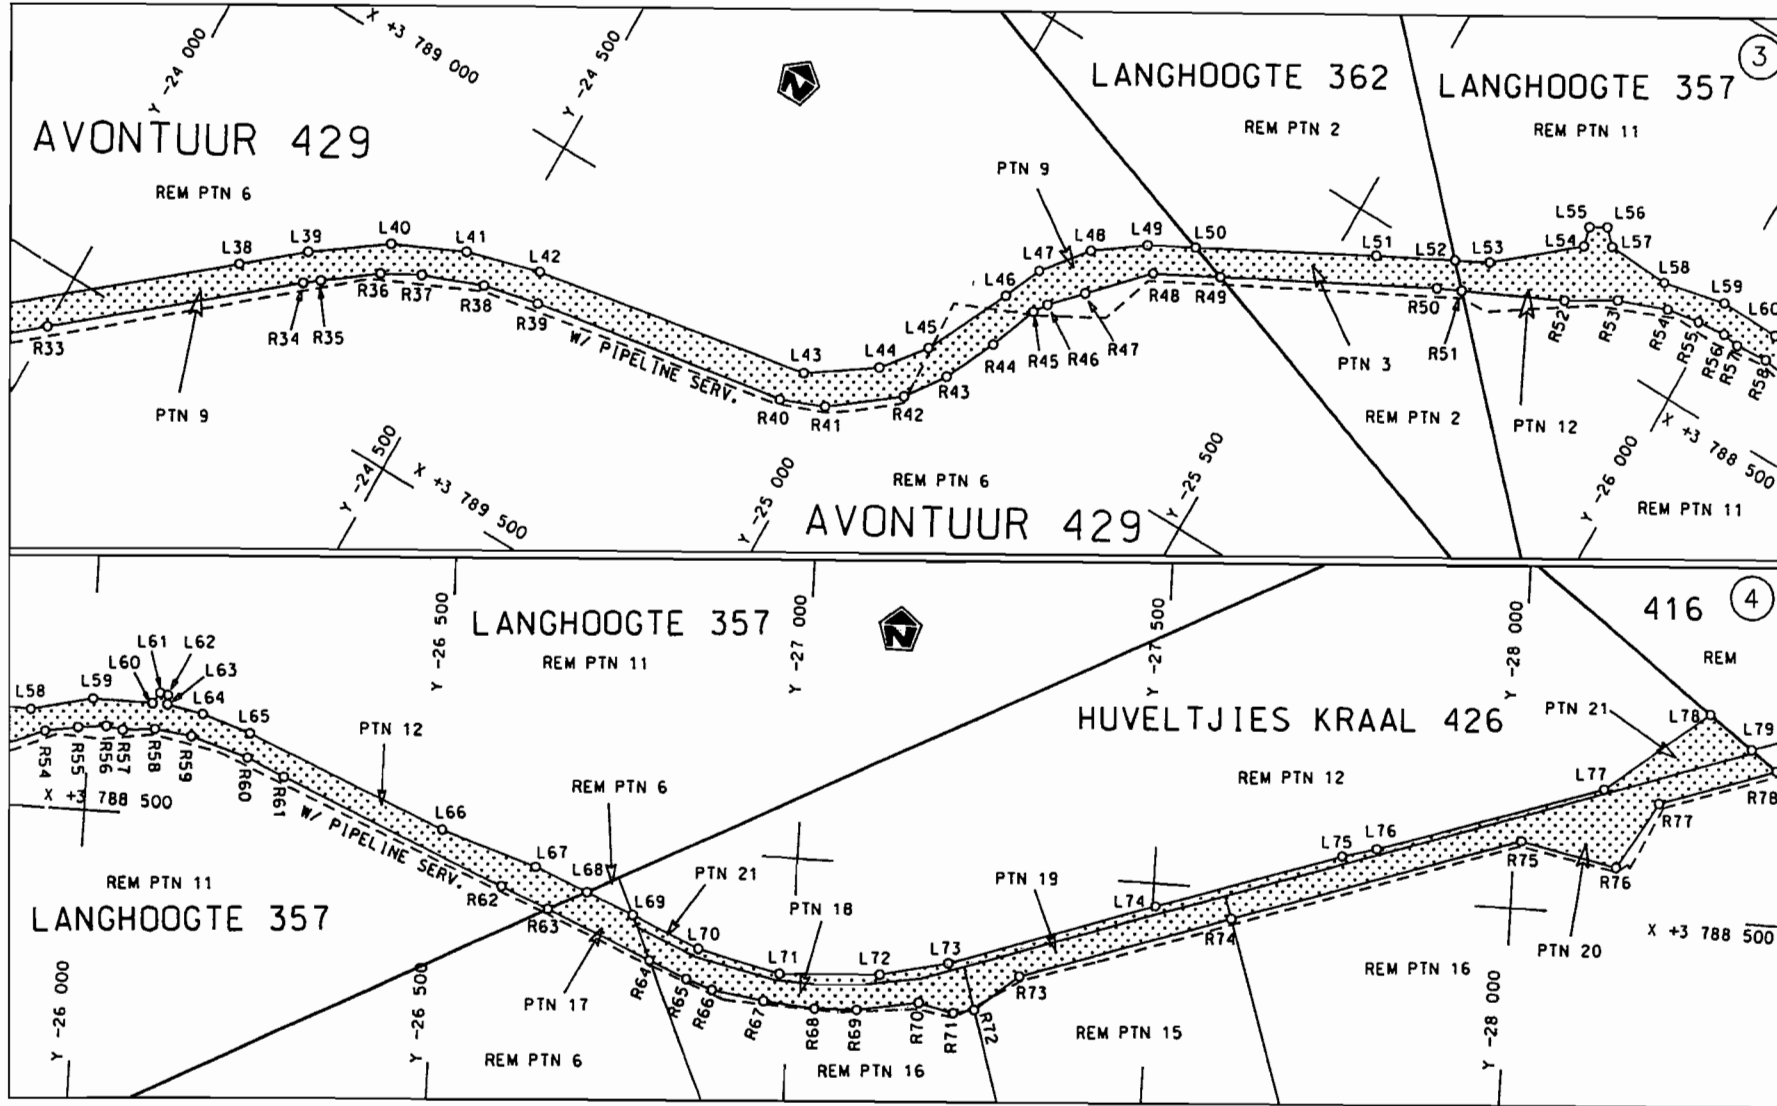 Y -24 000
X +3 789 000
Y -24 500
N
LANGHOOGTE 362
REM PTN 2
LANGHOOGTE 357
REM PTN 11
3
AVONTUUR 429
REM PTN 6
PTN 9
L38
L39
L40
L41
L42
L43
L44
L45
L46
L47
L48
L49
L50
L51
L52
L53
L54
L55
L56
L57
L58
L59
L60
R33
R34
R35
R36
R37
R38
R39
R40
R41
R42
R43
R44
R45
R46
R47
R48
R49
R50
R51
R52
R53
R54
R55
R56
R57
R58
W/ PIPELINE SERV.
PTN 9
PTN 3
REM PTN 2
PTN 12
Y -24 500
X +3 789 500
Y -25 000
REM PTN 6
AVONTUUR 429
Y -25 500
Y -26 000
X +3 788 500
REM PTN 11
Y -26 500
LANGHOOGTE 357
REM PTN 11
Y -27 000
N
Y -27 500
Y -28 000
416
4
REM
L58
L59
L60
L61
L62
L63
L64
L65
L66
L67
L68
L69
L70
L71
L72
L73
L74
L75
L76
L77
L78
L79
PTN 12
REM PTN 6
PTN 21
PTN 18
HUVELTJIES KRAAL 426
REM PTN 12
PTN 21
PTN 19
R54
R55
R56
R57
R58
R59
R60
R61
R62
R63
R64
R65
R66
R67
R68
R69
R70
R71
R72
R73
R74
R75
R76
R77
R78
X +3 788 500
W/ PIPELINE SERV.
REM PTN 11
LANGHOOGTE 357
PTN 17
PTN 20
X +3 788 500
Y -26 000
Y -26 500
REM PTN 6
REM PTN 16
REM PTN 15
REM PTN 16
Y -28 000